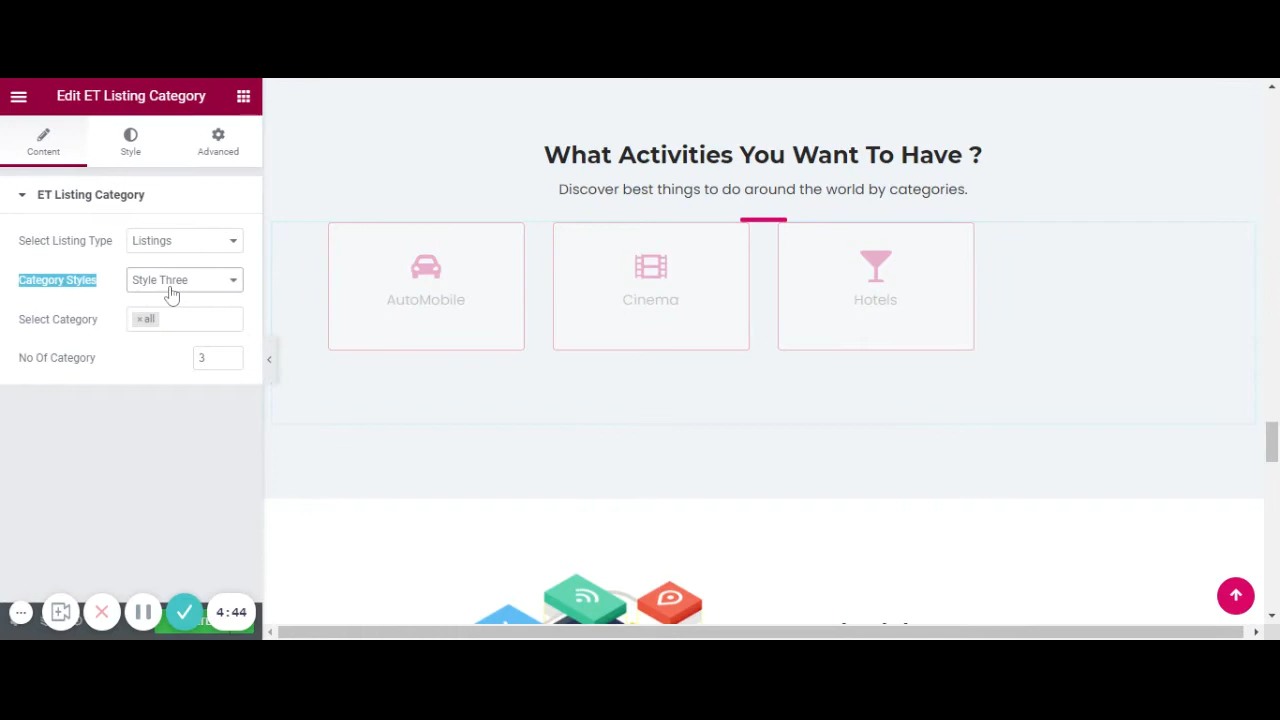 Edit ET Listing Category
Content
Style
Advanced
ET Listing Category
Select Listing Type
Listings
Category Styles
Style Three
Select Category
×all
No Of Category
3
What Activities You Want To Have ?
Discover best things to do around the world by categories.
AutoMobile
Cinema
Hotels
4:44